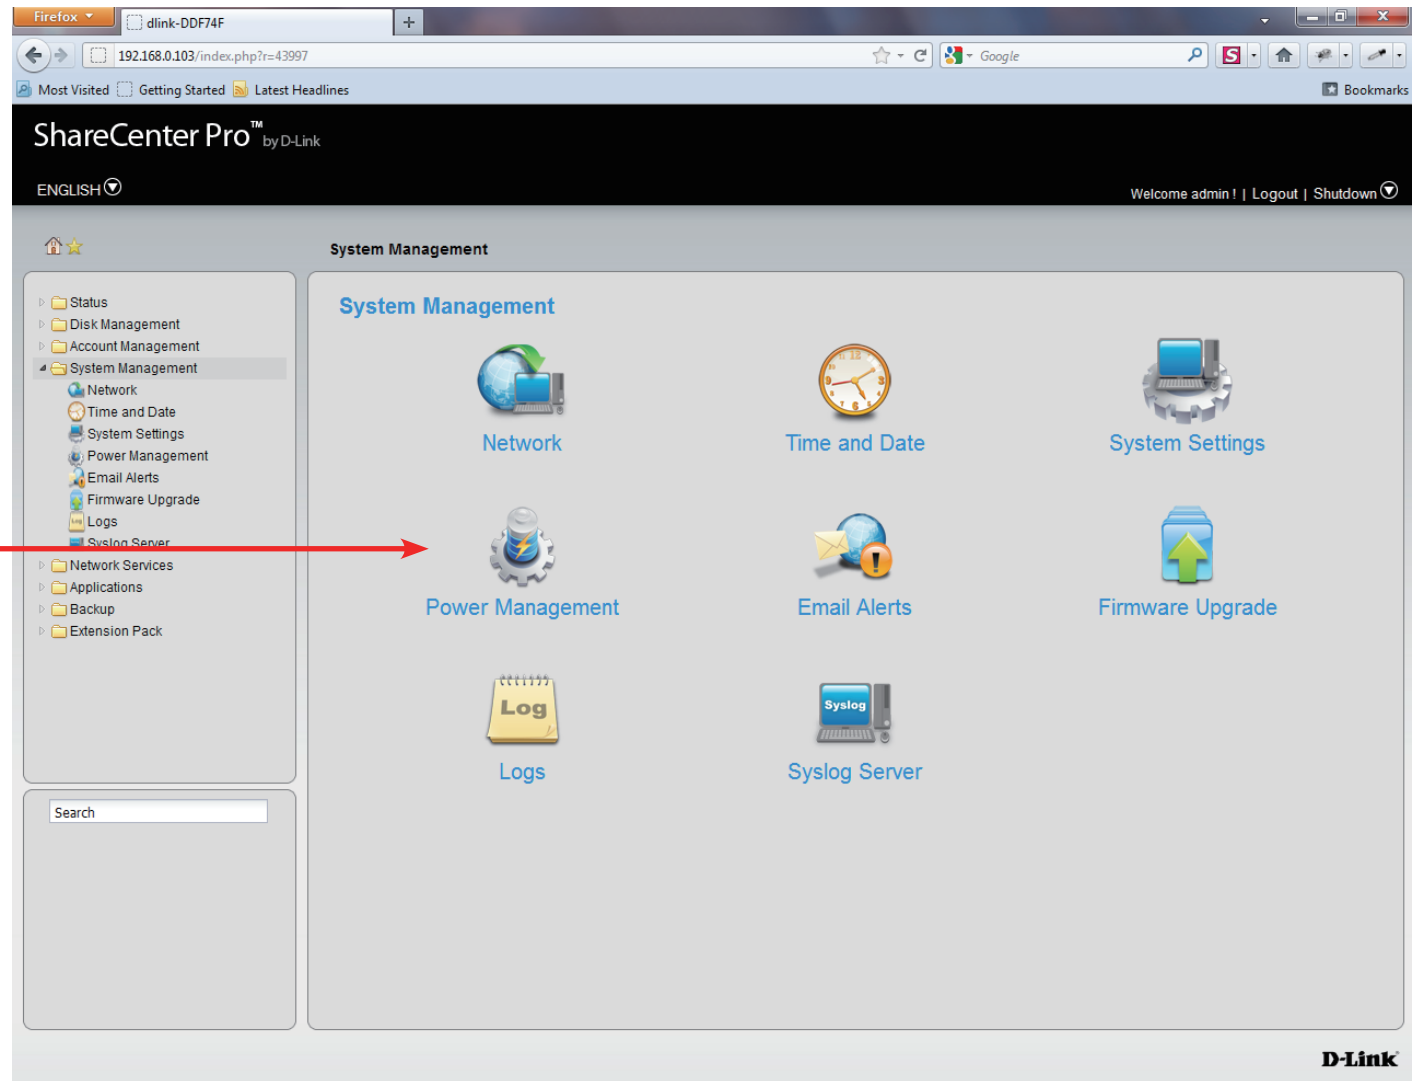 Firefox
dlink-DDF74F
192.168.0.103/index.php?r=43997
Google
Most Visited Getting Started Latest Headlines
Bookmarks
ShareCenter Pro™ by D-Link
ENGLISH
Welcome admin ! | Logout | Shutdown
System Management
Status
Disk Management
Account Management
System Management
Network
Time and Date
System Settings
Power Management
Email Alerts
Firmware Upgrade
Logs
Syslog Server
Network Services
Applications
Backup
Extension Pack
Search
System Management
Network
Time and Date
System Settings
Power Management
Email Alerts
Firmware Upgrade
Log
Syslog
Logs
Syslog Server
D-Link